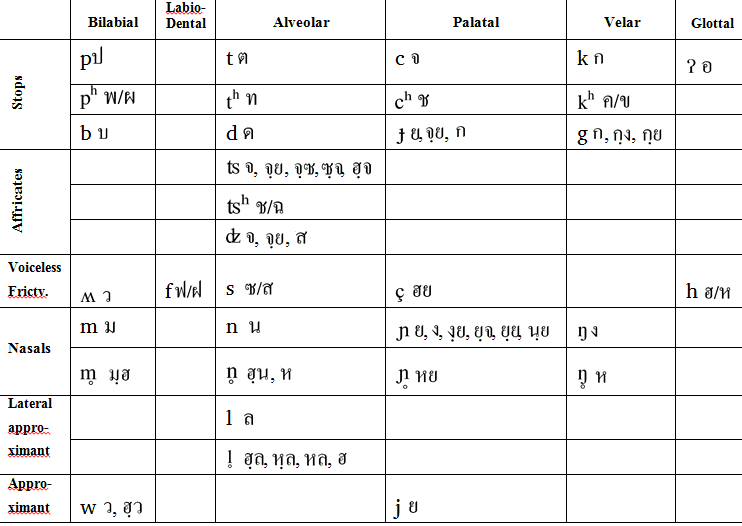 Bilabial Labio-Dental Alveolar Palatal Velar Glottal
Stops pป t ต c จ k ก ʔ อ
pʰ พ/ผ tʰ ท cʰ ช kʰ ค/ข
b บ d ด ɟ ย, จฺย, ก g ก, กฺง, กฺย
Affricates ʦ จ, จฺย, จฺซ, ซฺจ, ฮฺจ
ʦʰ ช/ฉ
ʣ จ, จฺย, ส
Voiceless Frictv. ʍ ว f ฟ/ฝ s ซ/ส ç ฮย h ฮ/ห
Nasals m ม n น ɲ ย, ง, งฺย, ยฺจ, ยฺย, นฺย ŋ ง
m̥ มฺฮ n̥ ฮฺน, ห ɲ̊ หย ŋ̊ ห
Lateral appro-ximant l ล
l̥ ฮฺล, หฺล, หล, ฮ
Appro-ximant w ว, ฮฺว j ย